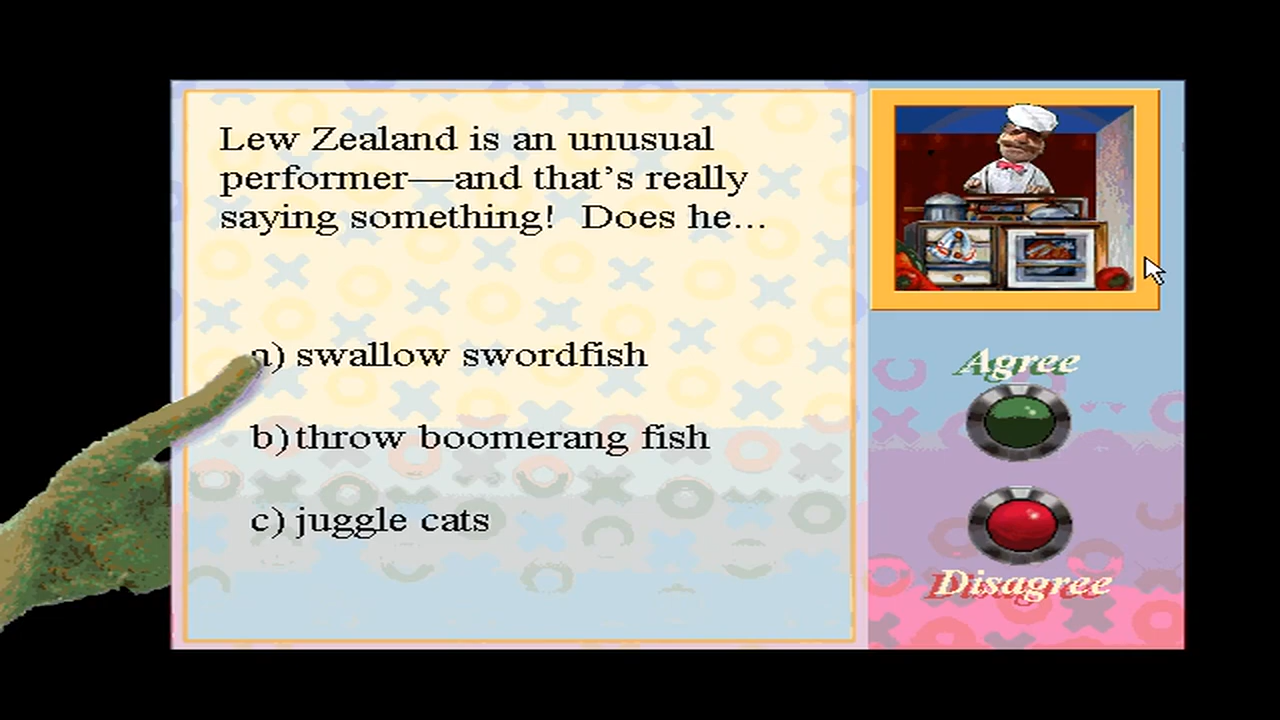 Lew Zealand is an unusual
performer—and that's really
saying something!  Does he...
a) swallow swordfish
b) throw boomerang fish
c) juggle cats
Agree
Disagree